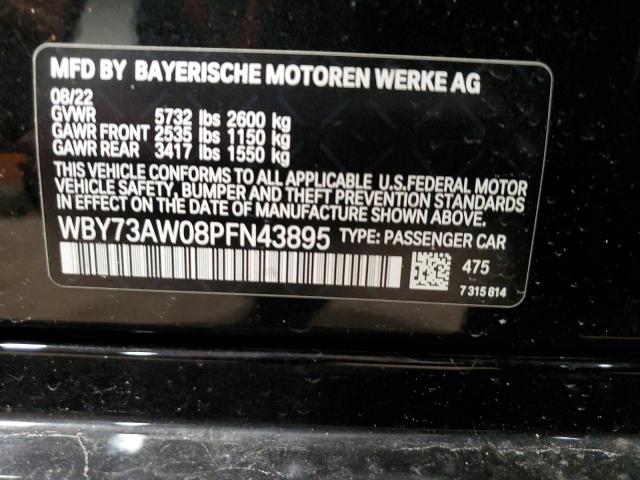 MFD BY BAYERISCHE MOTOREN WERKE AG
08/22
GVWR 5732 lbs 2600 kg
GAWR FRONT 2535 lbs 1150 kg
GAWR REAR 3417 lbs 1550 kg
THIS VEHICLE CONFORMS TO ALL APPLICABLE U.S.FEDERAL MOTOR
VEHICLE SAFETY, BUMPER AND THEFT PREVENTION STANDARDS
IN EFFECT ON THE DATE OF MANUFACTURE SHOWN ABOVE.
WBY73AW08PFN43895 TYPE: PASSENGER CAR
475
7 315 814